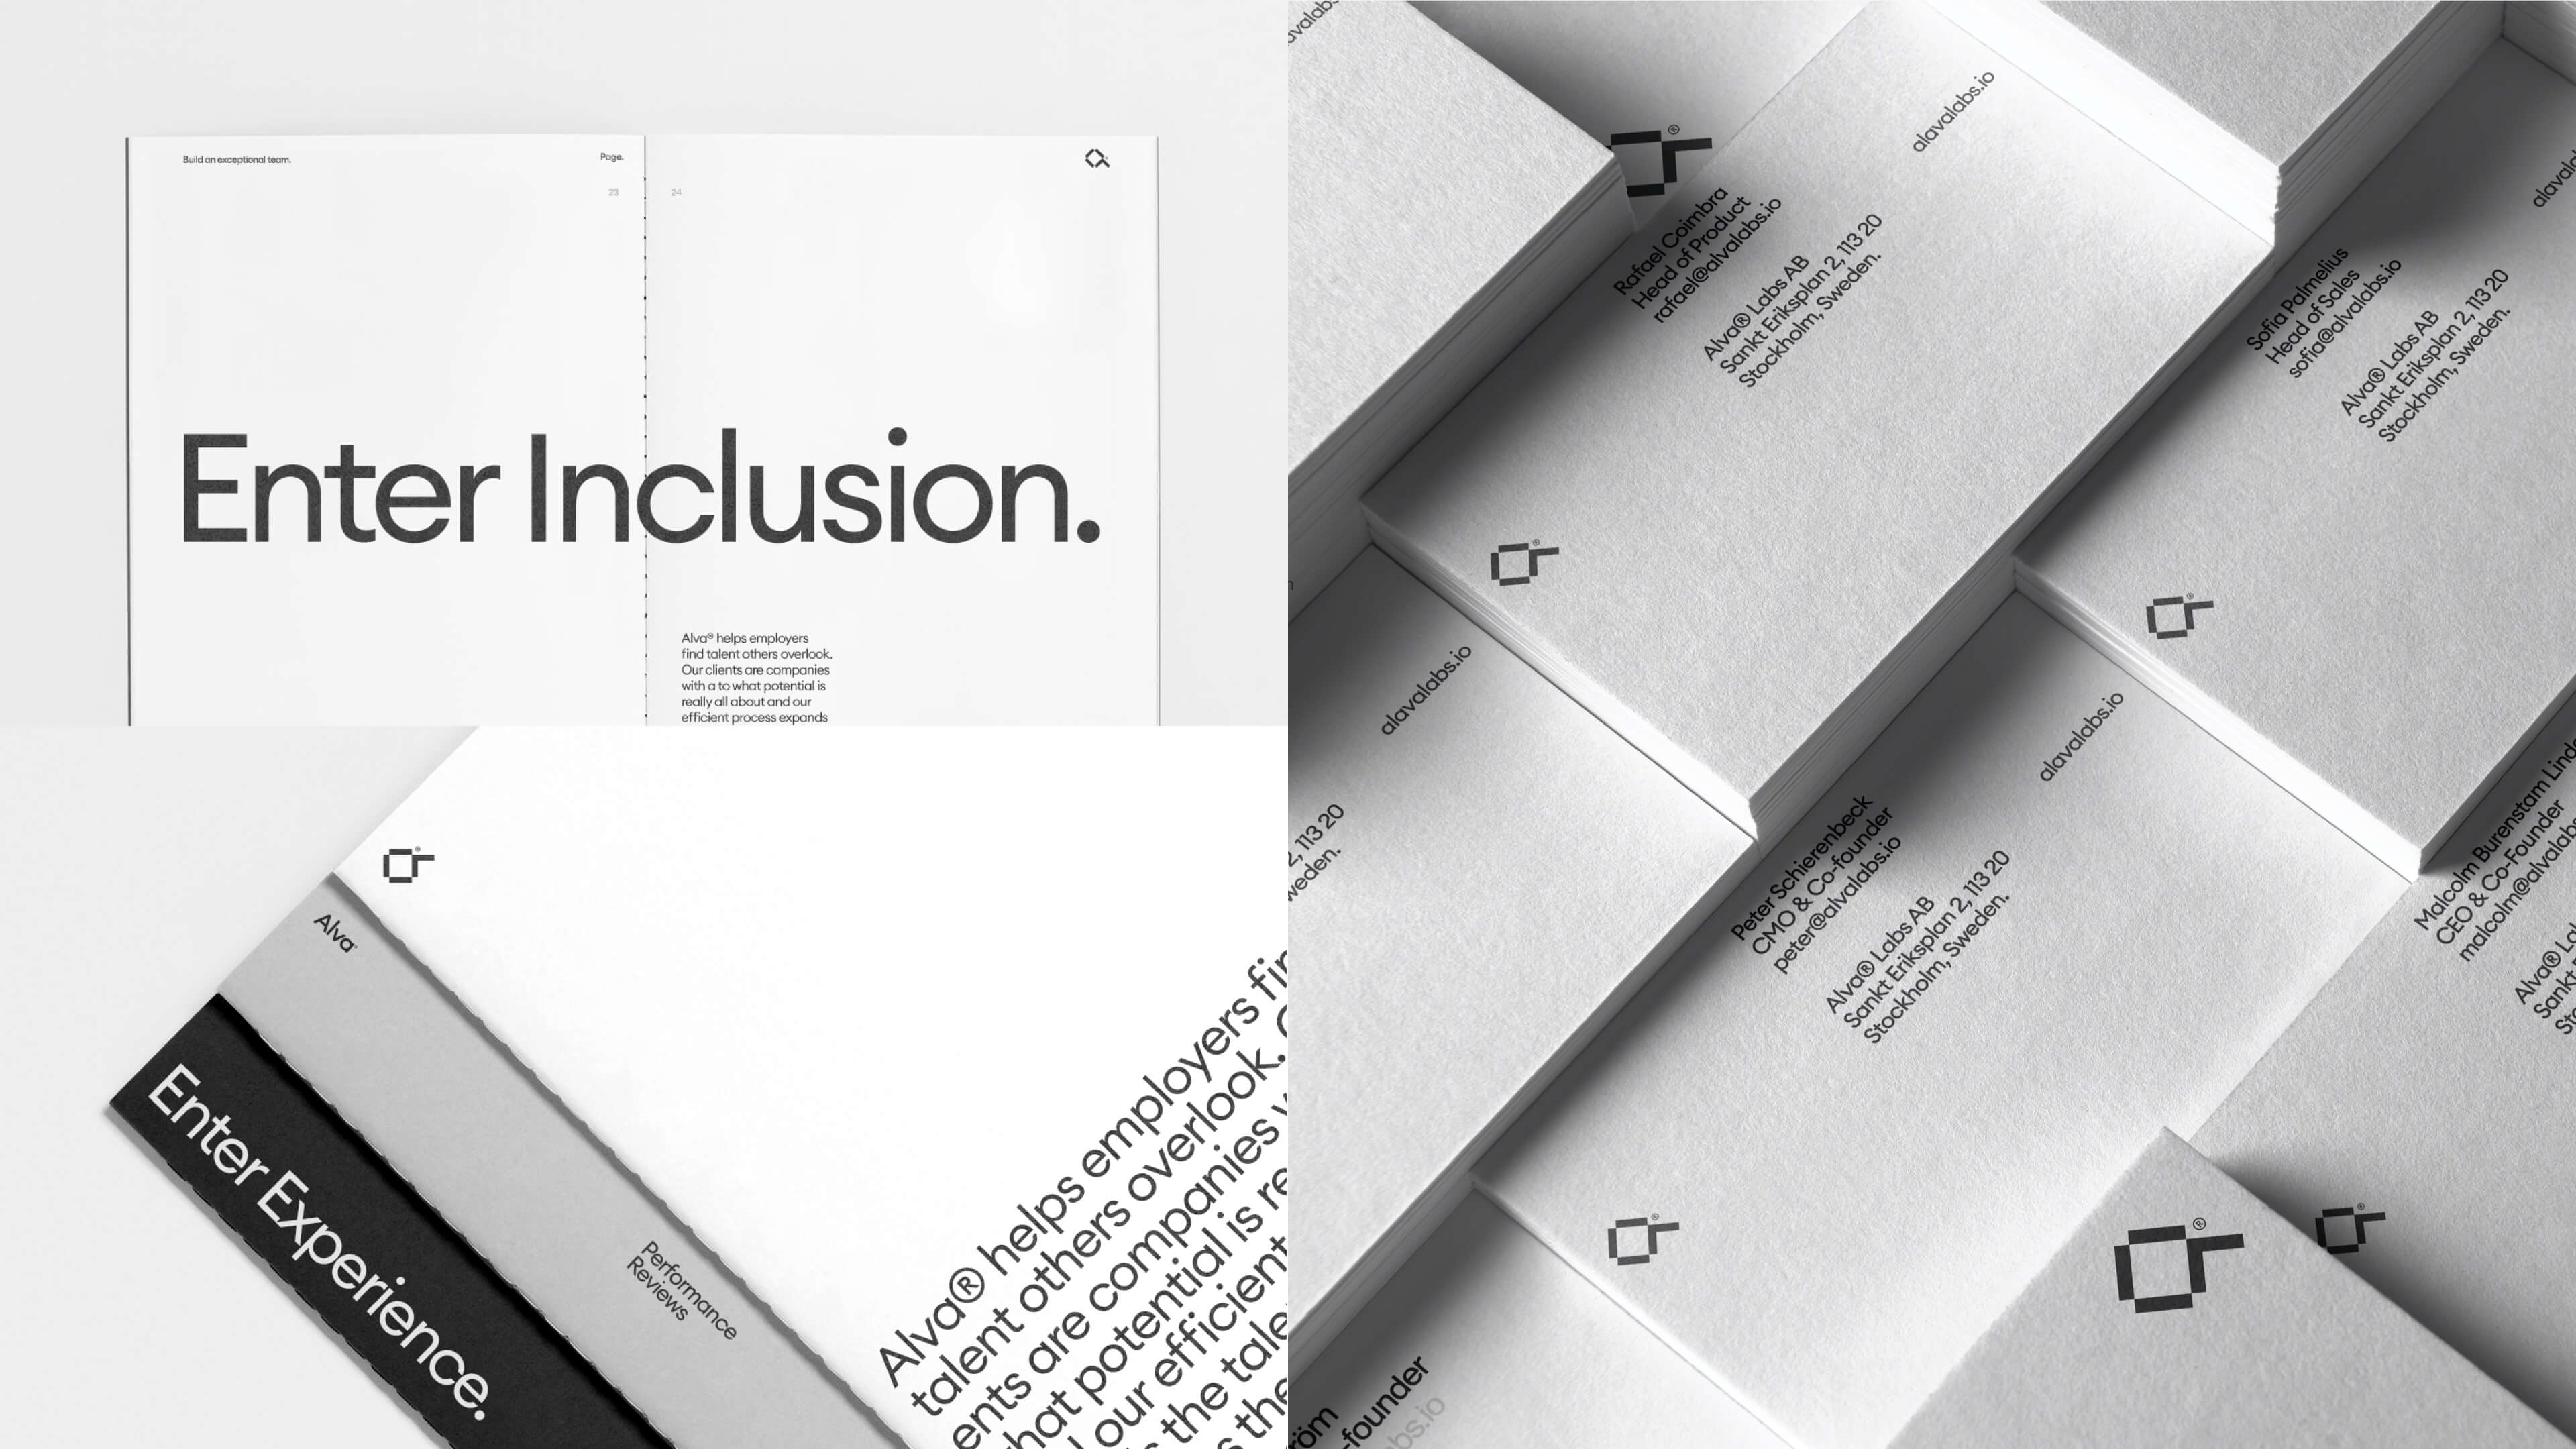 Build an exceptional team.
Page.
23
24
Enter Inclusion.
Alva® helps employers
find talent others overlook.
Our clients are companies
with a to what potential is
really all about and our
efficient process expands
Alva
Enter Experience.
Performance
Reviews
Alva® helps employers
talent others overlook.
are companies
potential is
our efficient
the
the
alavalabs.io
®
Rafael Coimbra
Head of Product
rafael@alvalabs.io
Alva® Labs AB
Sankt Eriksplan 2, 113 20
Stockholm, Sweden.
®
Sofia Palmelius
Head of Sales
sofia@alvalabs.io
Alva® Labs AB
Sankt Eriksplan 2, 113 20
Stockholm, Sweden.
®
alavalabs.io
113 20
alavalabs.io
Peter Schierenbeck
CMO & Co-founder
peter@alvalabs.io
Alva® Labs AB
Sankt Eriksplan 2, 113 20
Stockholm, Sweden.
®
Malcolm Burenstam
CEO & Co-Founder
Alva®
®
®